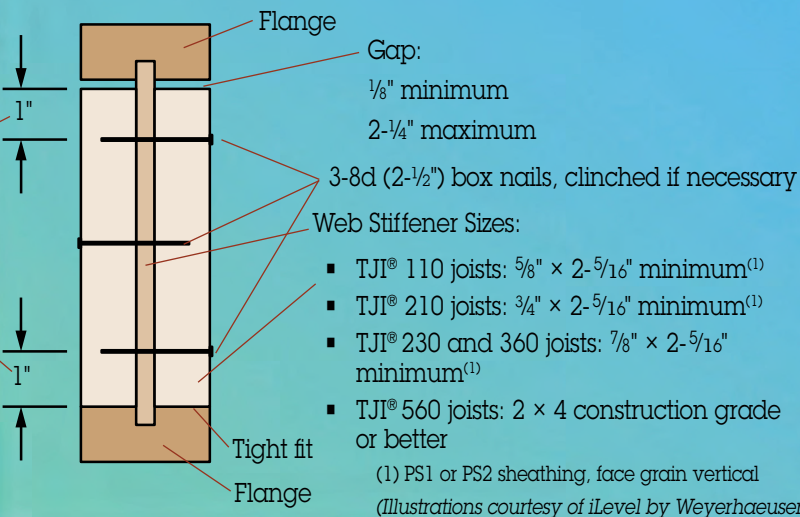 Flange
Gap:
⅛" minimum
2-¼" maximum
1"
3-8d (2-½") box nails, clinched if necessary
Web Stiffener Sizes:
▪ TJI® 110 joists: ⅝" × 2-⁵⁄₁₆" minimum⁽¹⁾
▪ TJI® 210 joists: ¾" × 2-⁵⁄₁₆" minimum⁽¹⁾
▪ TJI® 230 and 360 joists: ⅞" × 2-⁵⁄₁₆"
minimum⁽¹⁾
1"
▪ TJI® 560 joists: 2 × 4 construction grade
or better
Tight fit
(1) PS1 or PS2 sheathing, face grain vertical
Flange
(Illustrations courtesy of iLevel by Weyerhaeuser